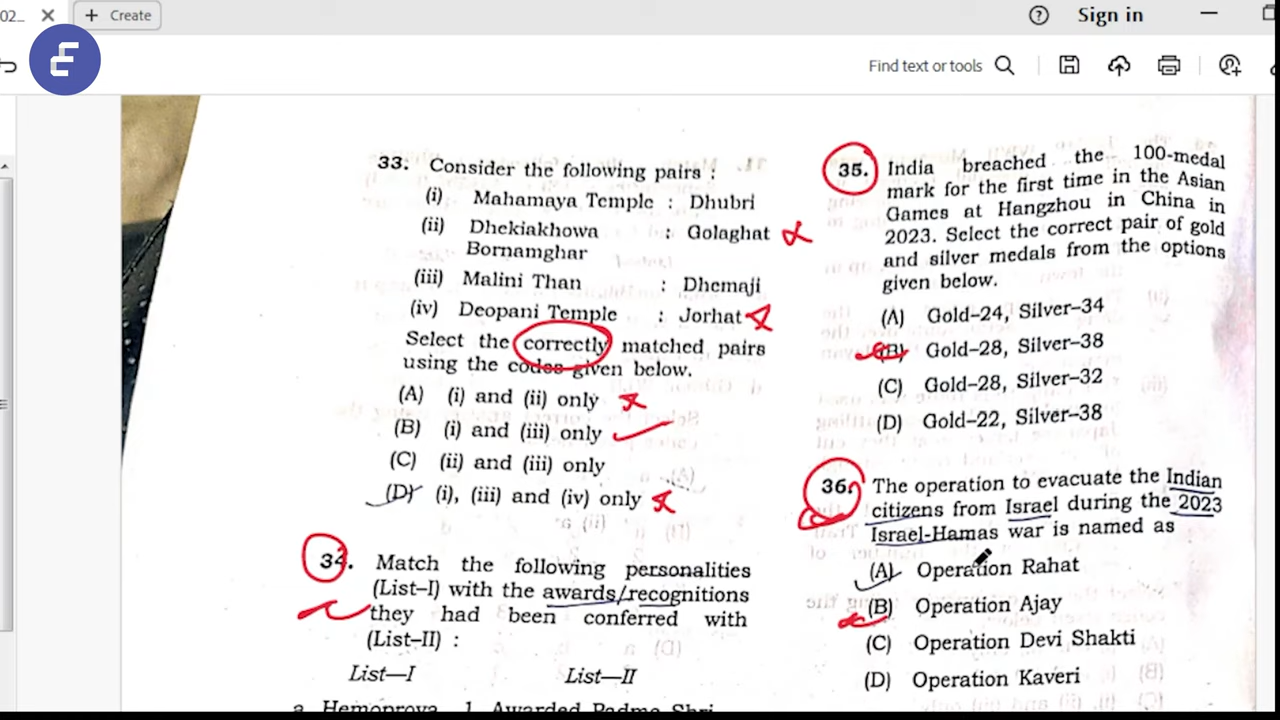 02...
Create
Sign in
Find text or tools
33. Consider the following pairs :
(i) Mahamaya Temple : Dhubri
(ii) Dhekiakhowa : Golaghat
Bornamghar
(iii) Malini Than : Dhemaji
(iv) Deopani Temple : Jorhat
Select the correctly matched pairs
using the codes given below.
(A) (i) and (ii) only
(B) (i) and (iii) only
(C) (ii) and (iii) only
(D) (i), (iii) and (iv) only
34. Match the following personalities
(List-I) with the awards/recognitions
they had been conferred with
(List-II) :
List—I List—II
a. Hemoprova 1. Awarded Padma Shri
35. India breached the 100-medal
mark for the first time in the Asian
Games at Hangzhou in China in
2023. Select the correct pair of gold
and silver medals from the options
given below.
(A) Gold–24, Silver–34
(B) Gold–28, Silver–38
(C) Gold–28, Silver–32
(D) Gold–22, Silver–38
36. The operation to evacuate the Indian
citizens from Israel during the 2023
Israel-Hamas war is named as
(A) Operation Rahat
(B) Operation Ajay
(C) Operation Devi Shakti
(D) Operation Kaveri